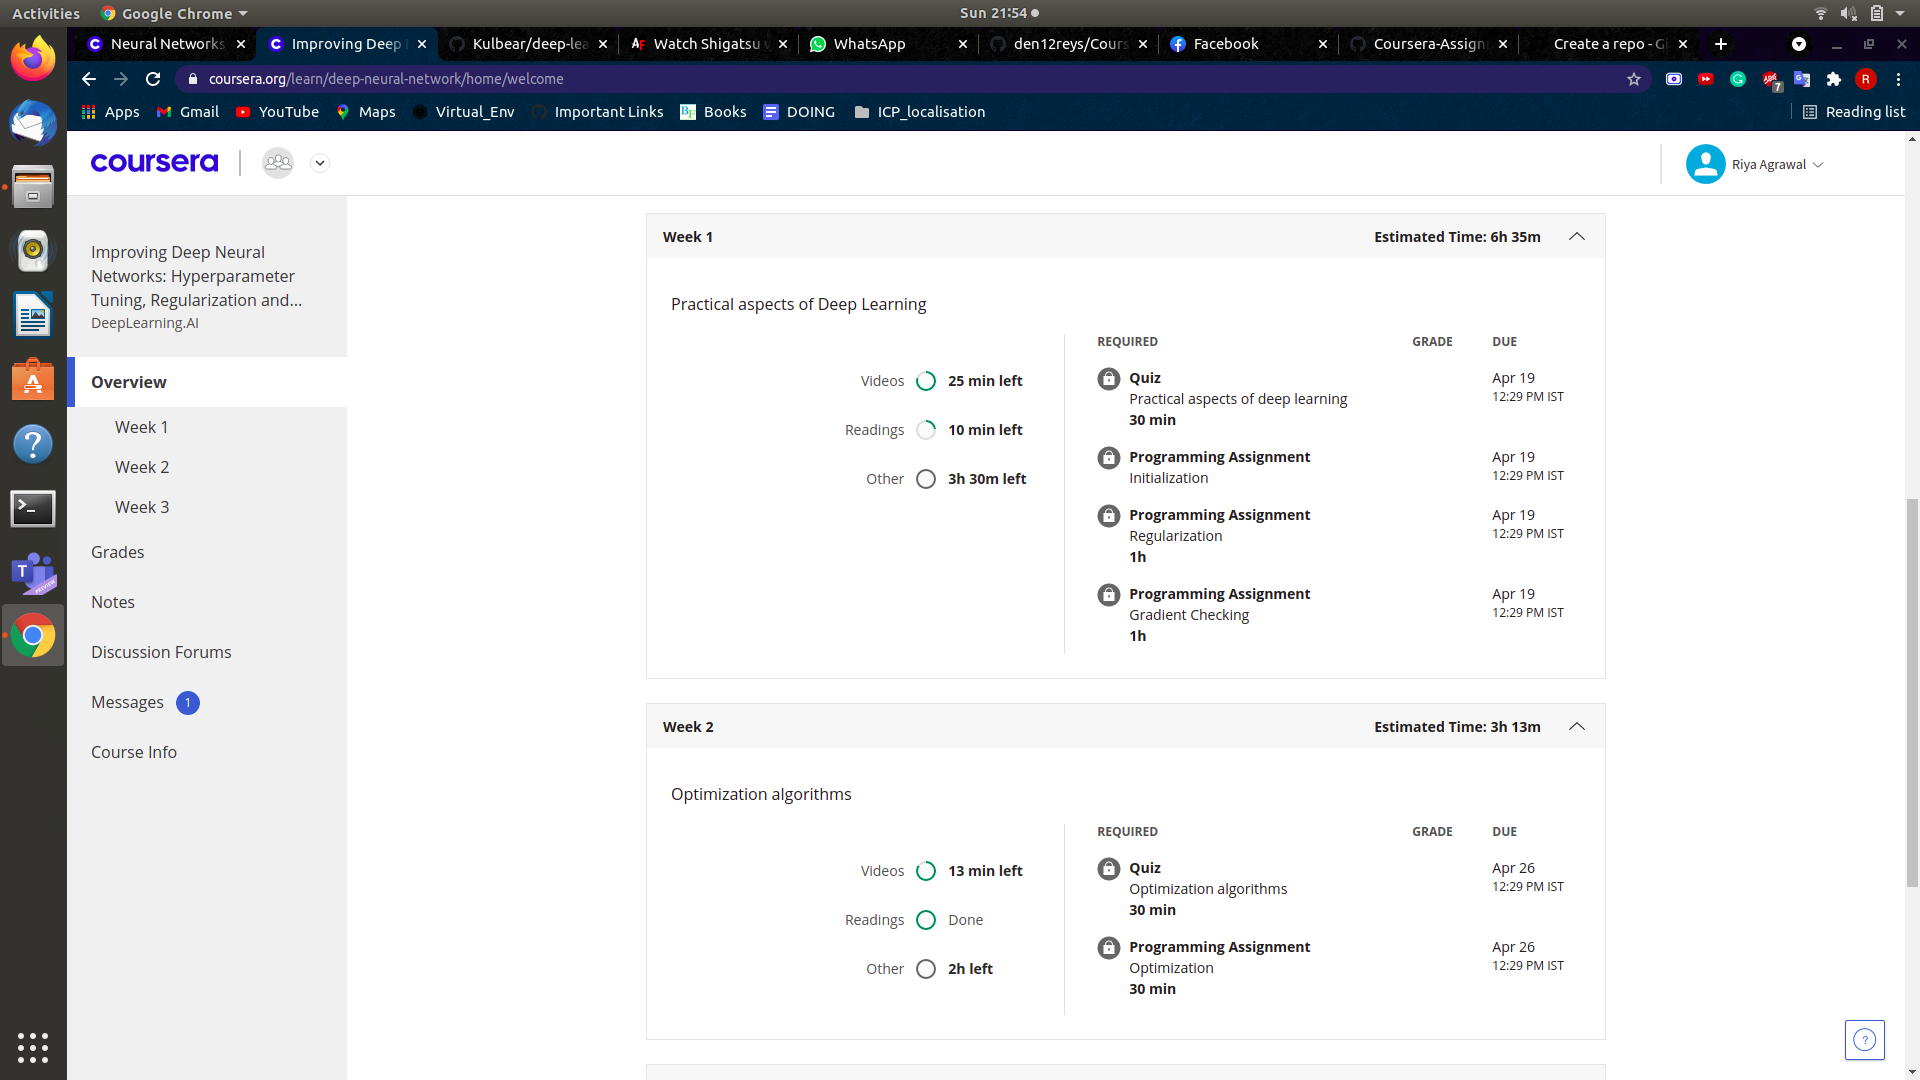 Activities
Google Chrome
Sun 21:54
Neural Networks
Improving Deep
Kulbear/deep-lea
Watch Shigatsu
WhatsApp
den12reys/Cours
Facebook
Coursera-Assign
Create a repo - Gi
coursera.org/learn/deep-neural-network/home/welcome
7
R
Apps
Gmail
YouTube
Maps
Virtual_Env
Important Links
Books
DOING
ICP_localisation
Reading list
coursera
Riya Agrawal
Improving Deep Neural
Networks: Hyperparameter
Tuning, Regularization and...
DeepLearning.AI
Overview
Week 1
Week 2
Week 3
Grades
Notes
Discussion Forums
Messages 1
Course Info
Week 1
Estimated Time: 6h 35m
Practical aspects of Deep Learning
Videos 25 min left
Readings 10 min left
Other 3h 30m left
REQUIRED GRADE DUE
Quiz Apr 19
Practical aspects of deep learning 12:29 PM IST
30 min
Programming Assignment Apr 19
Initialization 12:29 PM IST
Programming Assignment Apr 19
Regularization 12:29 PM IST
1h
Programming Assignment Apr 19
Gradient Checking 12:29 PM IST
1h
Week 2
Estimated Time: 3h 13m
Optimization algorithms
Videos 13 min left
Readings Done
Other 2h left
REQUIRED GRADE DUE
Quiz Apr 26
Optimization algorithms 12:29 PM IST
30 min
Programming Assignment Apr 26
Optimization 12:29 PM IST
30 min